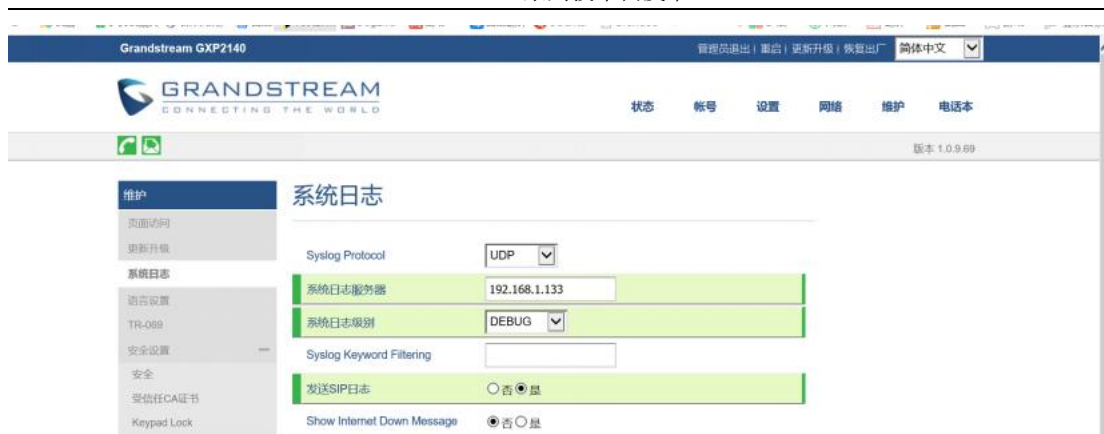 Grandstream GXP2140
管理员退出 | 重启 | 更新升级 | 恢复出厂
简体中文
GRANDSTREAM
CONNECTING THE WORLD
状态 帐号 设置 网络 维护 电话本
版本 1.0.9.69
维护
页面访问
更新升级
系统日志
语言设置
TR-069
安全设置
安全
受信任CA证书
Keypad Lock
系统日志
Syslog Protocol UDP
系统日志服务器 192.168.1.133
系统日志级别 DEBUG
Syslog Keyword Filtering
发送SIP日志 否 是
Show Internet Down Message 否 是